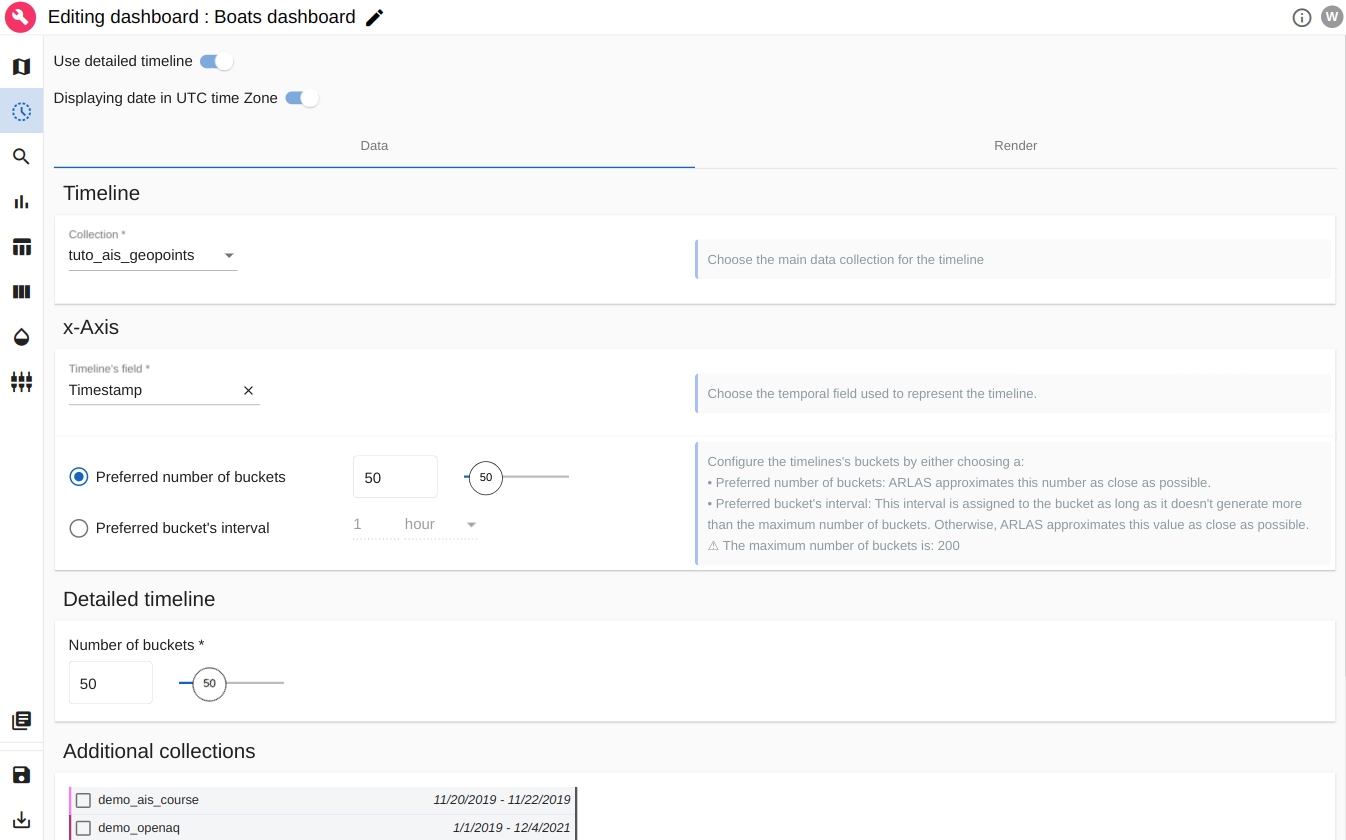 Editing dashboard : Boats dashboard
W
Use detailed timeline
Displaying date in UTC time Zone
Data
Render
Timeline
Collection *
tuto_ais_geopoints
Choose the main data collection for the timeline
x-Axis
Timeline's field *
Timestamp
Choose the temporal field used to represent the timeline.
Preferred number of buckets
50
50
Preferred bucket's interval
1
hour
Configure the timelines's buckets by either choosing a:
• Preferred number of buckets: ARLAS approximates this number as close as possible.
• Preferred bucket's interval: This interval is assigned to the bucket as long as it doesn't generate more
than the maximum number of buckets. Otherwise, ARLAS approximates this value as close as possible.
⚠ The maximum number of buckets is: 200
Detailed timeline
Number of buckets *
50
50
Additional collections
demo_ais_course
11/20/2019 - 11/22/2019
demo_openaq
1/1/2019 - 12/4/2021